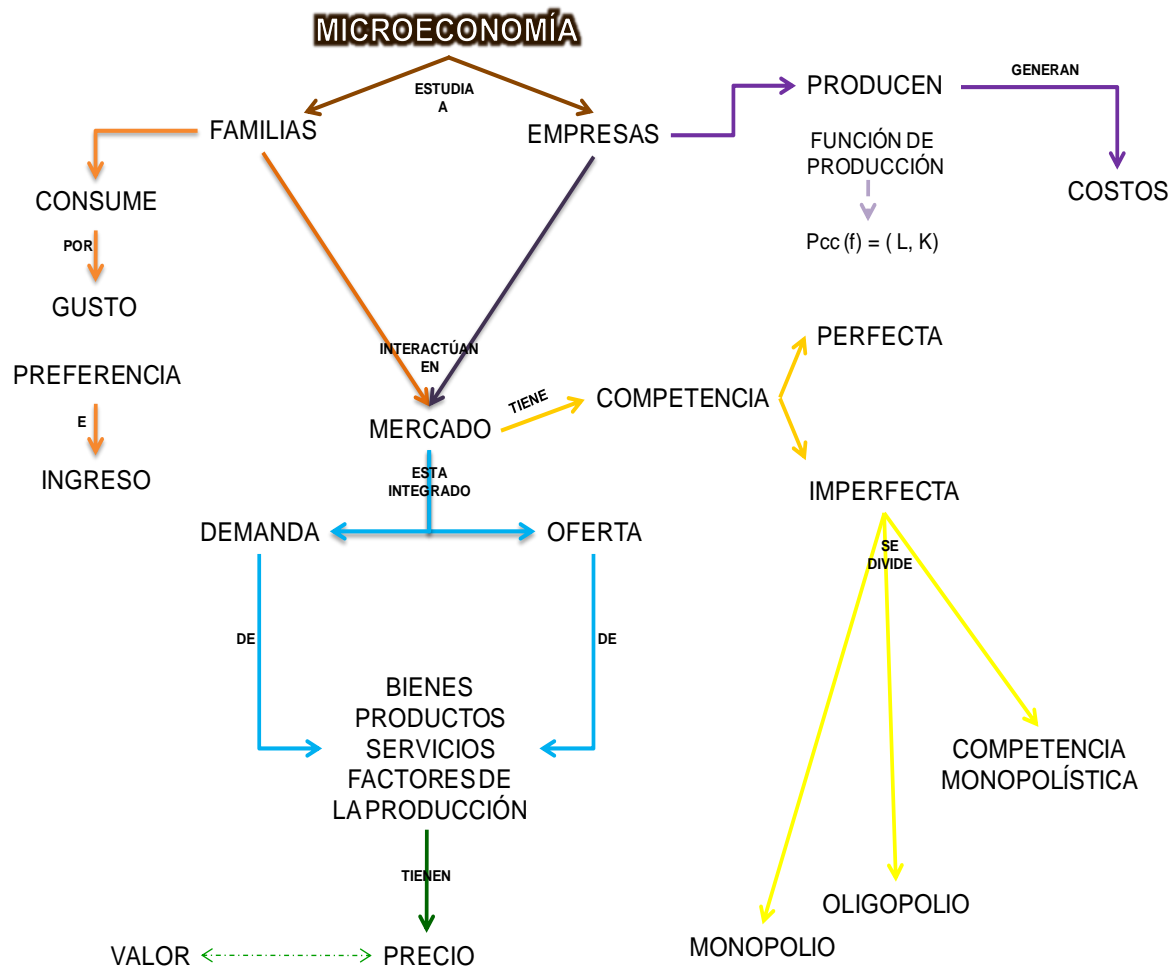 MICROECONOMÍA
ESTUDIA
A
FAMILIAS
EMPRESAS
PRODUCEN
GENERAN
COSTOS
FUNCIÓN DE
PRODUCCIÓN
Pcc (f) = ( L, K)
CONSUME
POR
GUSTO
PREFERENCIA
E
INGRESO
INTERACTÚAN
EN
MERCADO
TIENE
COMPETENCIA
PERFECTA
IMPERFECTA
SE
DIVIDE
MONOPOLIO
OLIGOPOLIO
COMPETENCIA
MONOPOLÍSTICA
ESTA
INTEGRADO
DEMANDA
OFERTA
DE
DE
BIENES
PRODUCTOS
SERVICIOS
FACTORES DE
LA PRODUCCIÓN
TIENEN
VALOR
PRECIO